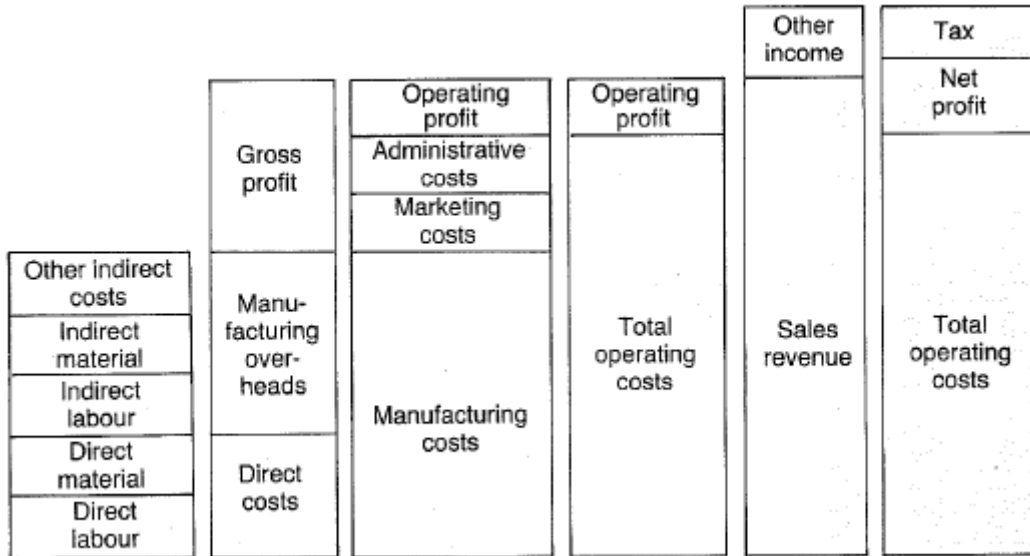 Other indirect
costs
Indirect
material
Indirect
labour
Direct
material
Direct
labour
Gross
profit
Manu-
facturing
over-
heads
Direct
costs
Operating
profit
Administrative
costs
Marketing
costs
Manufacturing
costs
Operating
profit
Total
operating
costs
Other
income
Sales
revenue
Tax
Net
profit
Total
operating
costs